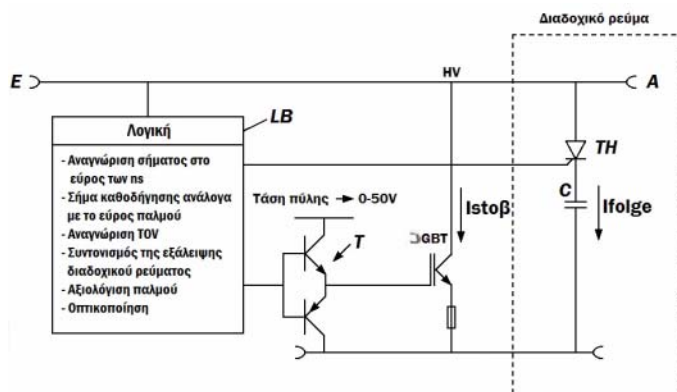 Διαδοχικό ρεύμα
HV
E
A
LB
Λογική
- Αναγνώριση σήματος στο
εύρος των ns
- Σήμα καθοδήγησης ανάλογα
με το εύρος παλμού
- Αναγνώριση TOV
- Συντονισμός της εξάλειψης
διαδοχικού ρεύματος
- Αξιολόγιση παλμού
- Οπτικοποίηση
Τάση πύλης → 0-50V
T
IGBT
Istoβ
TH
C
Ifolge